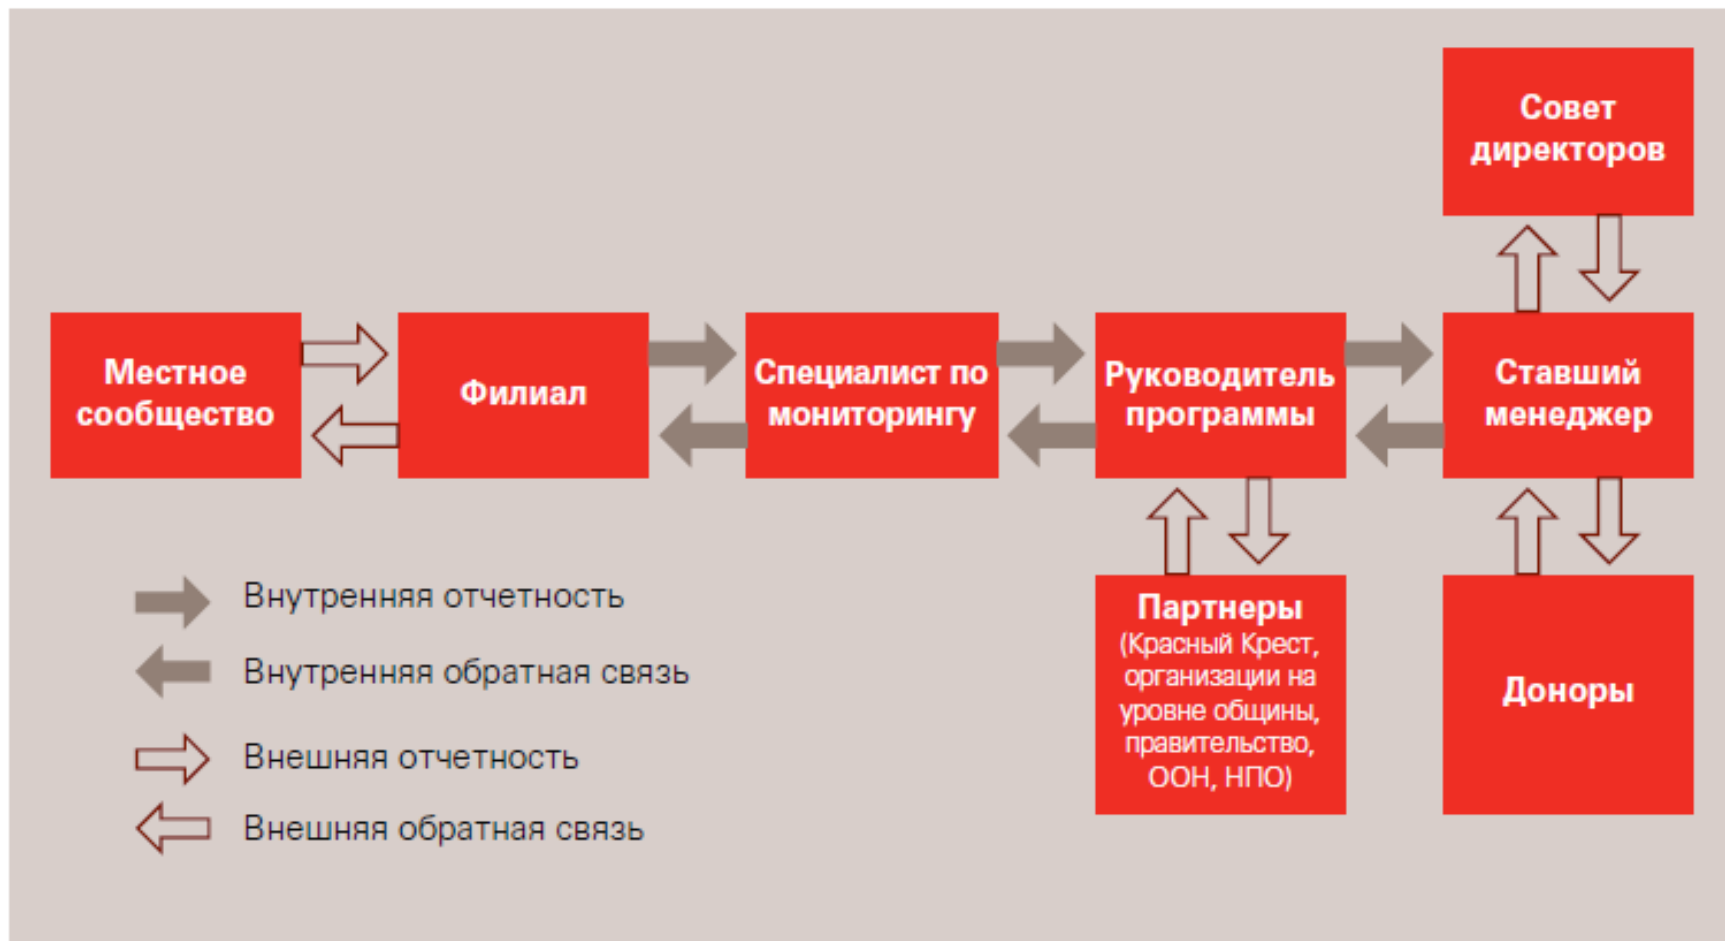 Совет
директоров
Местное
сообщество
Филиал
Специалист по
мониторингу
Руководитель
программы
Ставший
менеджер
Внутренняя отчетность
Внутренняя обратная связь
Внешняя отчетность
Внешняя обратная связь
Партнеры
(Красный Крест,
организации на
уровне общины,
правительство,
ООН, НПО)
Доноры